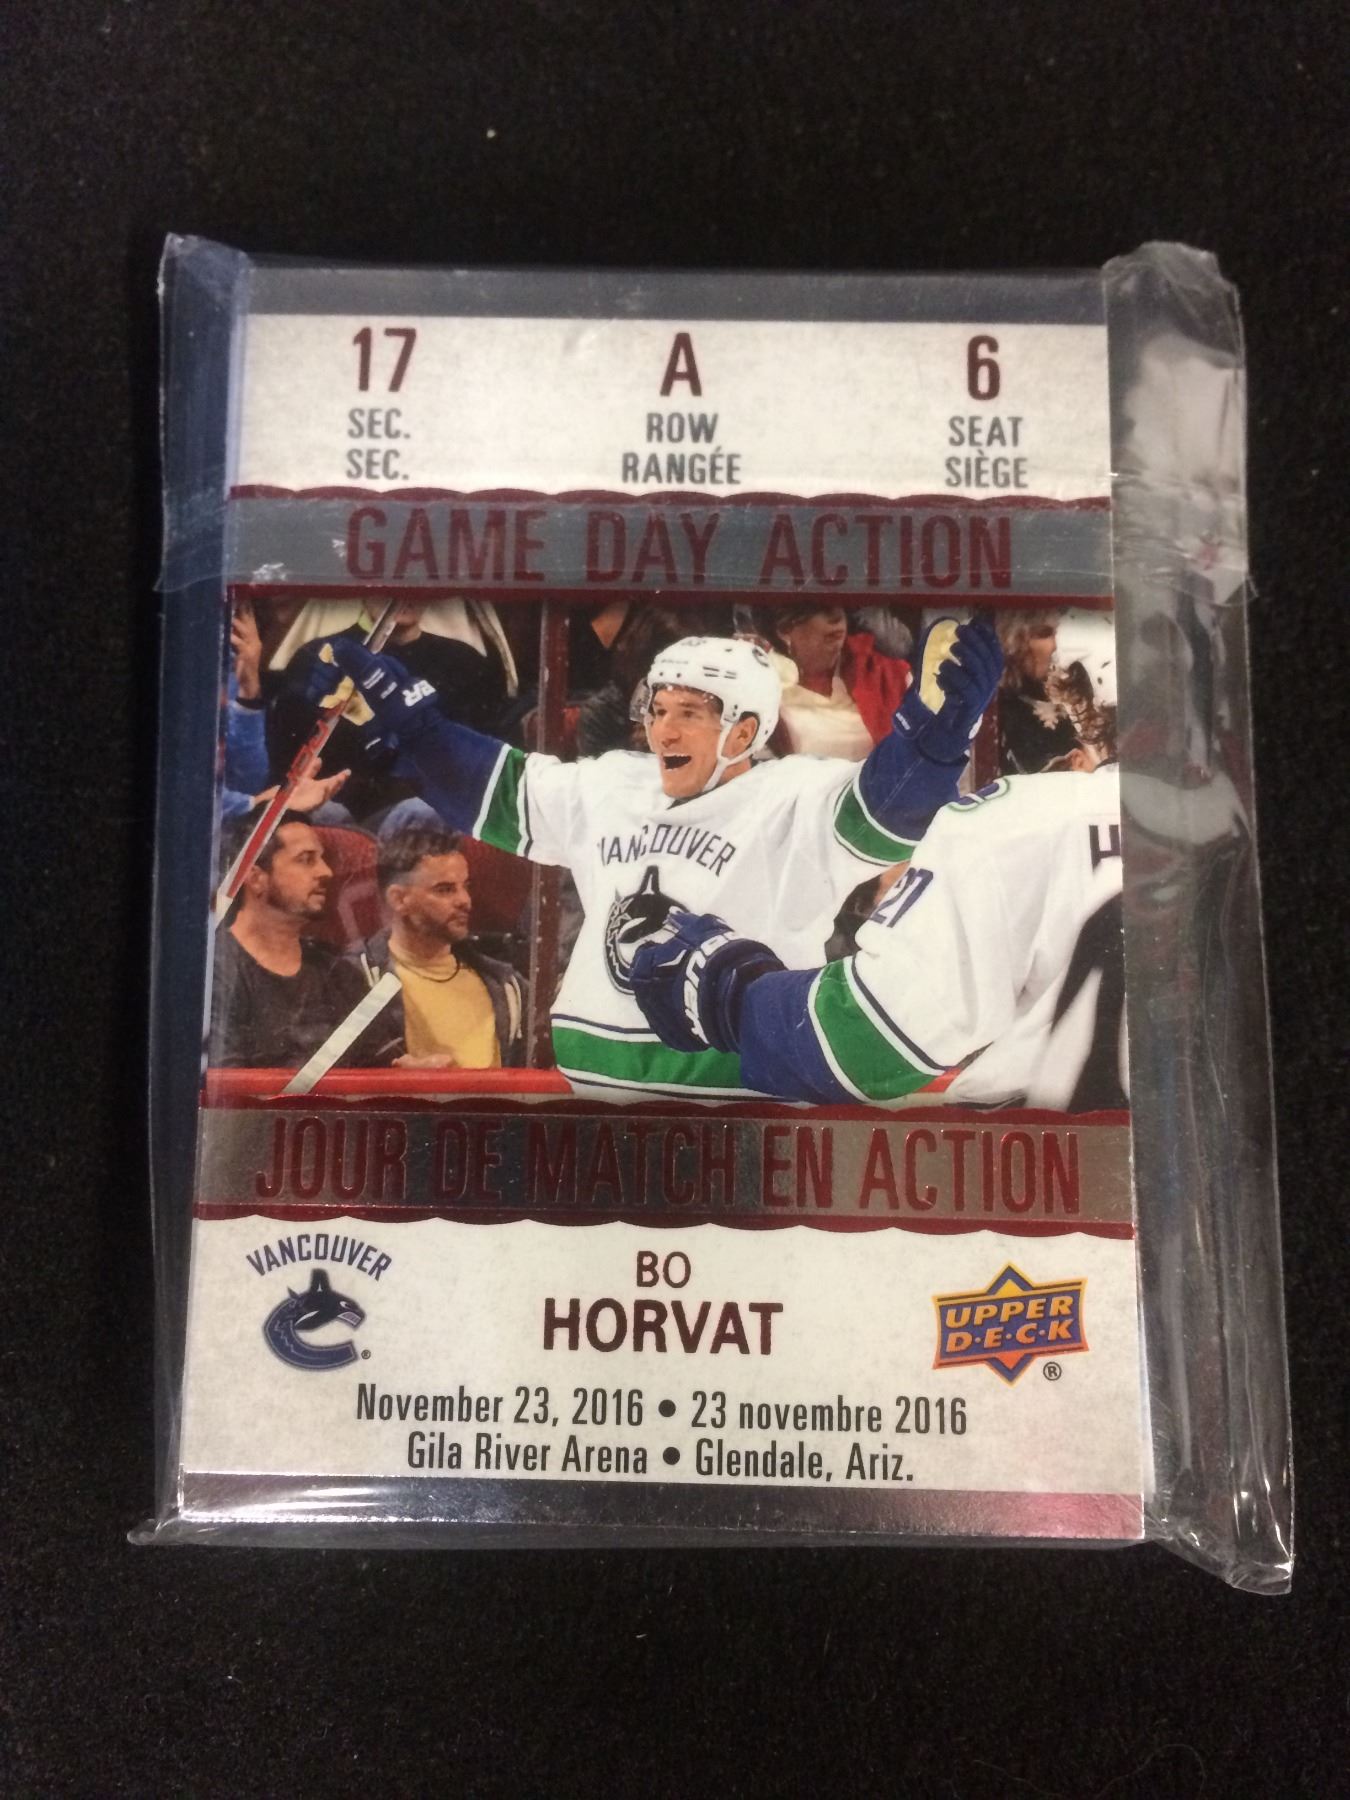 17 A 6
SEC. ROW SEAT
SEC. RANGÉE SIÈGE
GAME DAY ACTION
VANCOUVER
27
JOUR DE MATCH EN ACTION
VANCOUVER
BO
HORVAT
UPPER
D·E·C·K
®
®
November 23, 2016 • 23 novembre 2016
Gila River Arena • Glendale, Ariz.